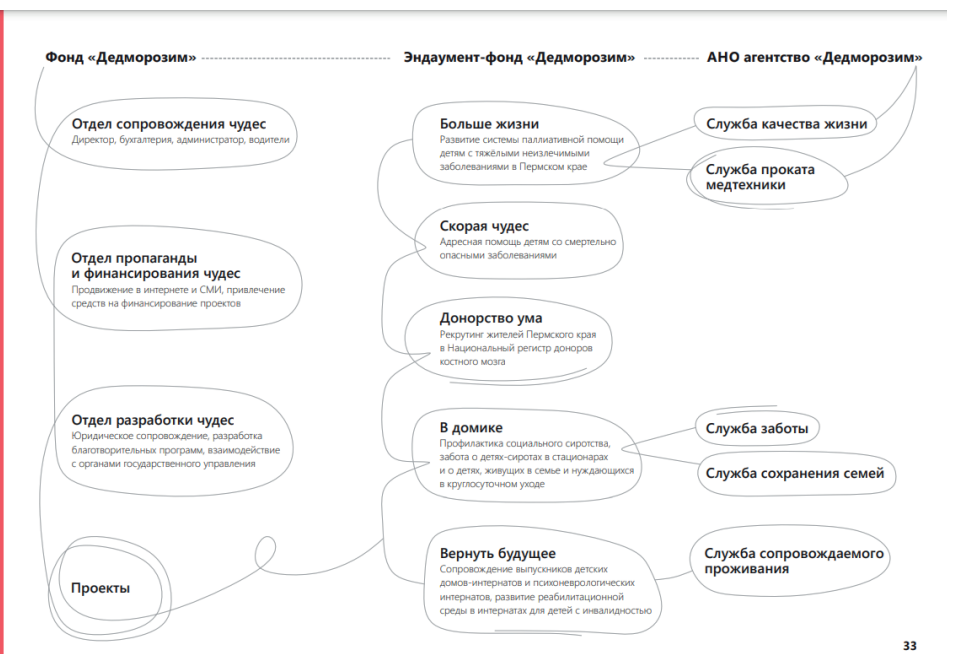 Фонд «Дедморозим»
Эндаумент-фонд «Дедморозим»
АНО агентство «Дедморозим»
Отдел сопровождения чудес
Директор, бухгалтерия, администратор, водители
Отдел пропаганды
и финансирования чудес
Продвижение в интернете и СМИ, привлечение
средств на финансирование проектов
Отдел разработки чудес
Юридическое сопровождение, разработка
благотворительных программ, взаимодействие
с органами государственного управления
Проекты
Больше жизни
Развитие системы паллиативной помощи
детям с тяжёлыми неизлечимыми
заболеваниями в Пермском крае
Скорая чудес
Адресная помощь детям со смертельно
опасными заболеваниями
Донорство ума
Рекрутинг жителей Пермского края
в Национальный регистр доноров
костного мозга
В домике
Профилактика социального сиротства,
забота о детях-сиротах в стационарах
и о детях, живущих в семье и нуждающихся
в круглосуточном уходе
Вернуть будущее
Сопровождение выпускников детских
домов-интернатов и психоневрологических
интернатов, развитие реабилитационной
среды в интернатах для детей с инвалидностью
Служба качества жизни
Служба проката
медтехники
Служба заботы
Служба сохранения семей
Служба сопровождаемого
проживания
33